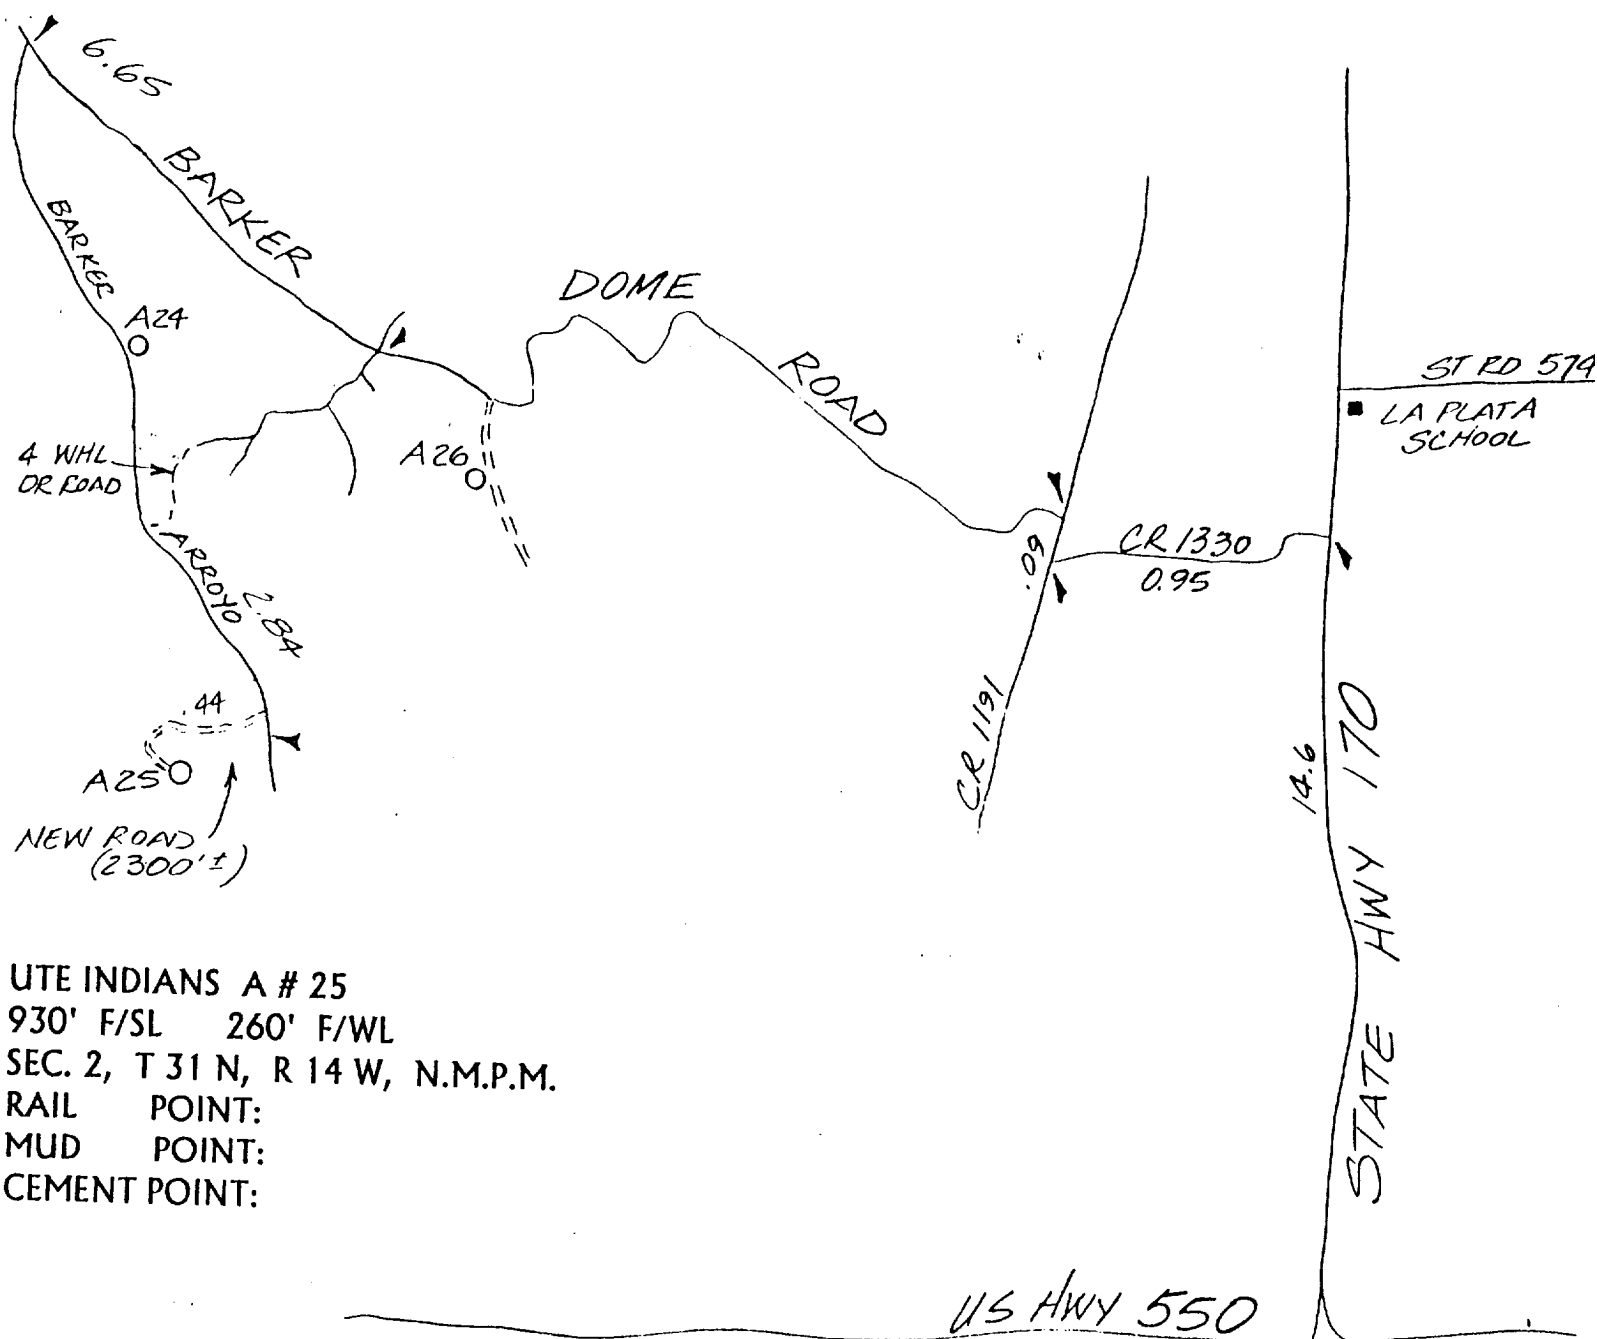 6.65
BARKER
DOME
ROAD
BARKER
A24
ST RD 574
LA PLATA
SCHOOL
A26
4 WHL
DR ROAD
ARROYO
2.84
.09
CR 1330
0.95
.44
A25
NEW ROAD
(2300'±)
CR 1191
14.6
STATE HWY 170
UTE INDIANS A # 25
930' F/SL 260' F/WL
SEC. 2, T 31 N, R 14 W, N.M.P.M.
RAIL POINT:
MUD POINT:
CEMENT POINT:
US HWY 550